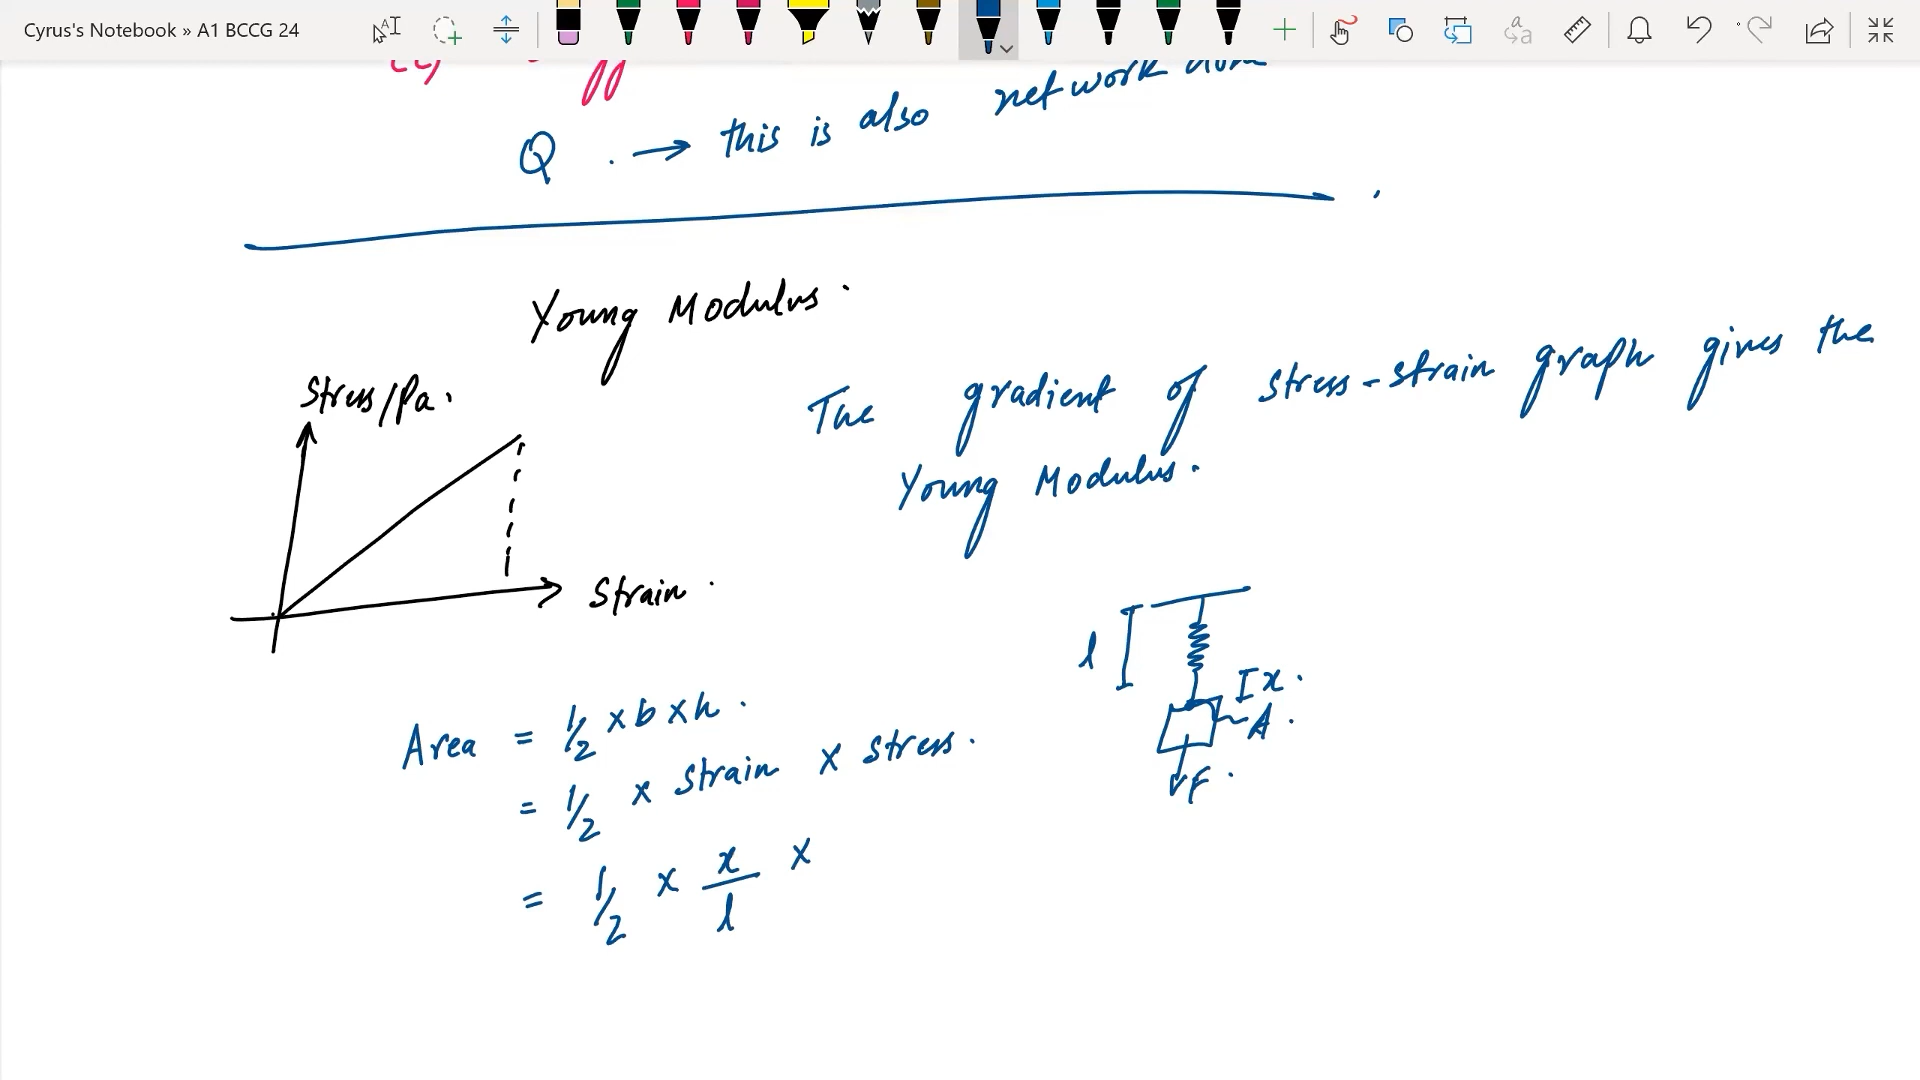 Cyrus's Notebook » A1 BCCG 24
Q . → this is also network
Young Modulus.
Stress/Pa.
Strain.
The gradient of stress-strain graph gives the
Young Modulus.
l
x.
A.
F.
Area = 1/2 × b × h.
= 1/2 × strain × stress.
= 1/2 × x/l ×